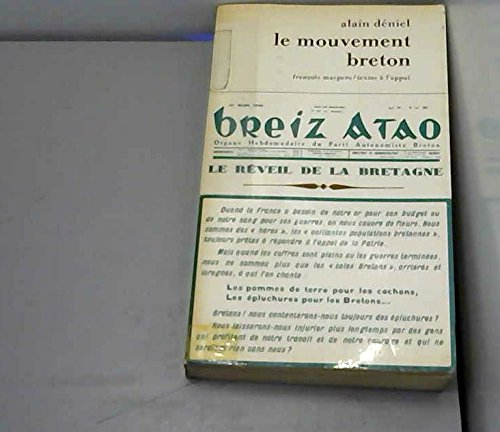 alain déniel
le mouvement
breton
françois maspero/textes à l'appui
BREIZ ATAO
Organe Hebdomadaire du Parti Autonomiste Breton
LE RÉVEIL DE LA BRETAGNE
Quand la France a besoin de notre or pour son budget ou
de notre sang pour ses guerres, on nous couvre de fleurs. Nous
sommes des « héros », les « vaillantes populations bretonnes »,
toujours prêtes à répondre à l'appel de la Patrie.
Mais quand les coffres sont pleins ou les guerres terminées,
nous ne sommes plus que les « sales Bretons », arriérés et
ivrognes, à qui l'on chante :
Les pommes de terre pour les cochons,
Les épluchures pour les Bretons...
Bretons ! nous contenterons-nous toujours des épluchures ?
Nous laisserons-nous injurier plus longtemps par des gens
qui profitent de notre travail et de notre courage et qui ne
seraient rien sans nous ?